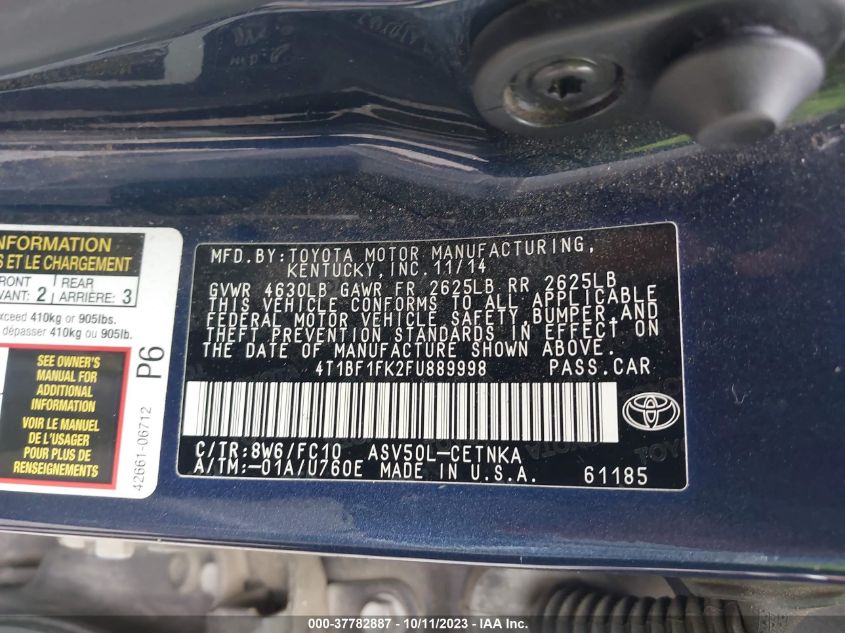 NFORMATION
S ET LE CHARGEMENT
FRONT
VANT: 2
REAR
ARRIÈRE: 3
xceed 410kg or 905lbs.
dépasser 410kg ou 905lb.
SEE OWNER'S
MANUAL FOR
ADDITIONAL
INFORMATION
VOIR LE MANUEL
DE L'USAGER
POUR PLUS DE
RENSEIGNEMENTS
P6
42661-06712
MFD.BY:TOYOTA MOTOR MANUFACTURING,
KENTUCKY,INC.11/14
GVWR 4630LB GAWR FR 2625LB RR 2625LB
THIS VEHICLE CONFORMS TO ALL APPLICABLE
FEDERAL MOTOR VEHICLE SAFETY,BUMPER,AND
THEFT PREVENTION STANDARDS IN EFFECT ON
THE DATE OF MANUFACTURE SHOWN ABOVE.
4T1BF1FK2FU889998 PASS.CAR
C/TR:8W6/FC10 ASV50L-CETNKA
A/TM:-01A/U760E MADE IN U.S.A. 61185
000-37782887 - 10/11/2023 - Copyright © IAA, LLC